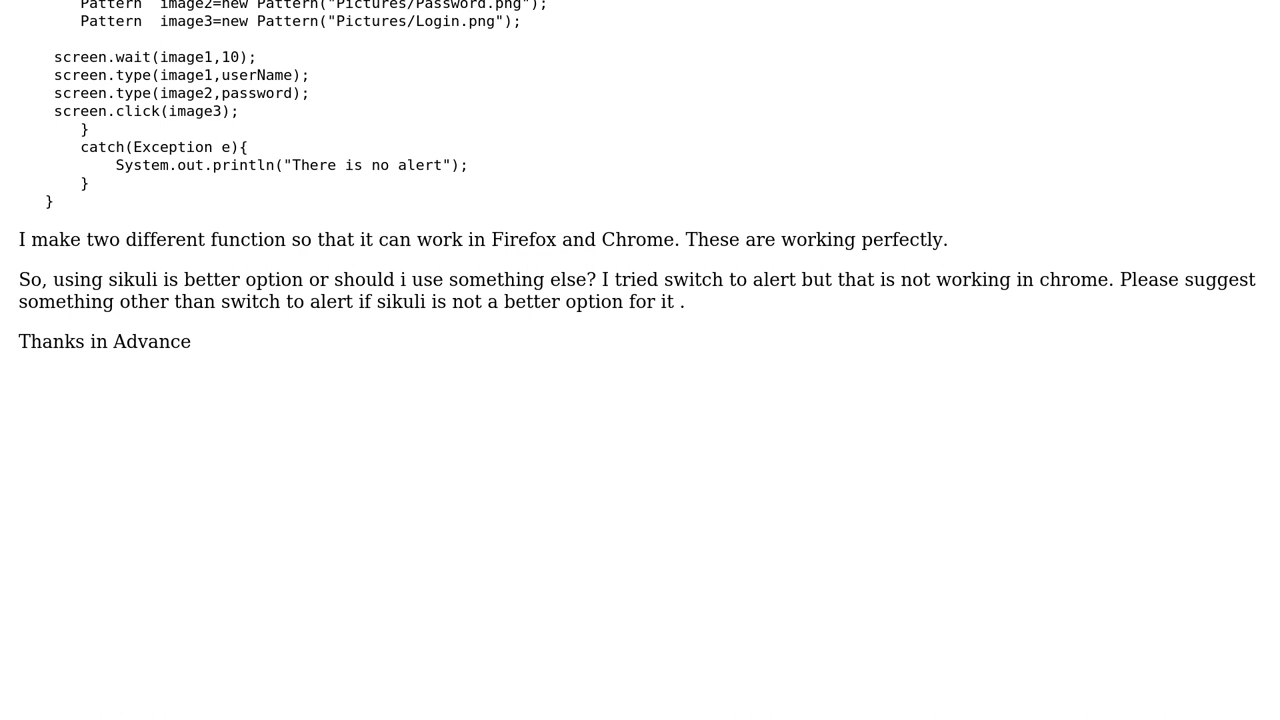 Pattern  image2=new Pattern("Pictures/Password.png");
Pattern  image3=new Pattern("Pictures/Login.png");
screen.wait(image1,10);
screen.type(image1,userName);
screen.type(image2,password);
screen.click(image3);
}
catch(Exception e){
System.out.println("There is no alert");
}
}
I make two different function so that it can work in Firefox and Chrome. These are working perfectly.
So, using sikuli is better option or should i use something else? I tried switch to alert but that is not working in chrome. Please suggest
something other than switch to alert if sikuli is not a better option for it .
Thanks in Advance